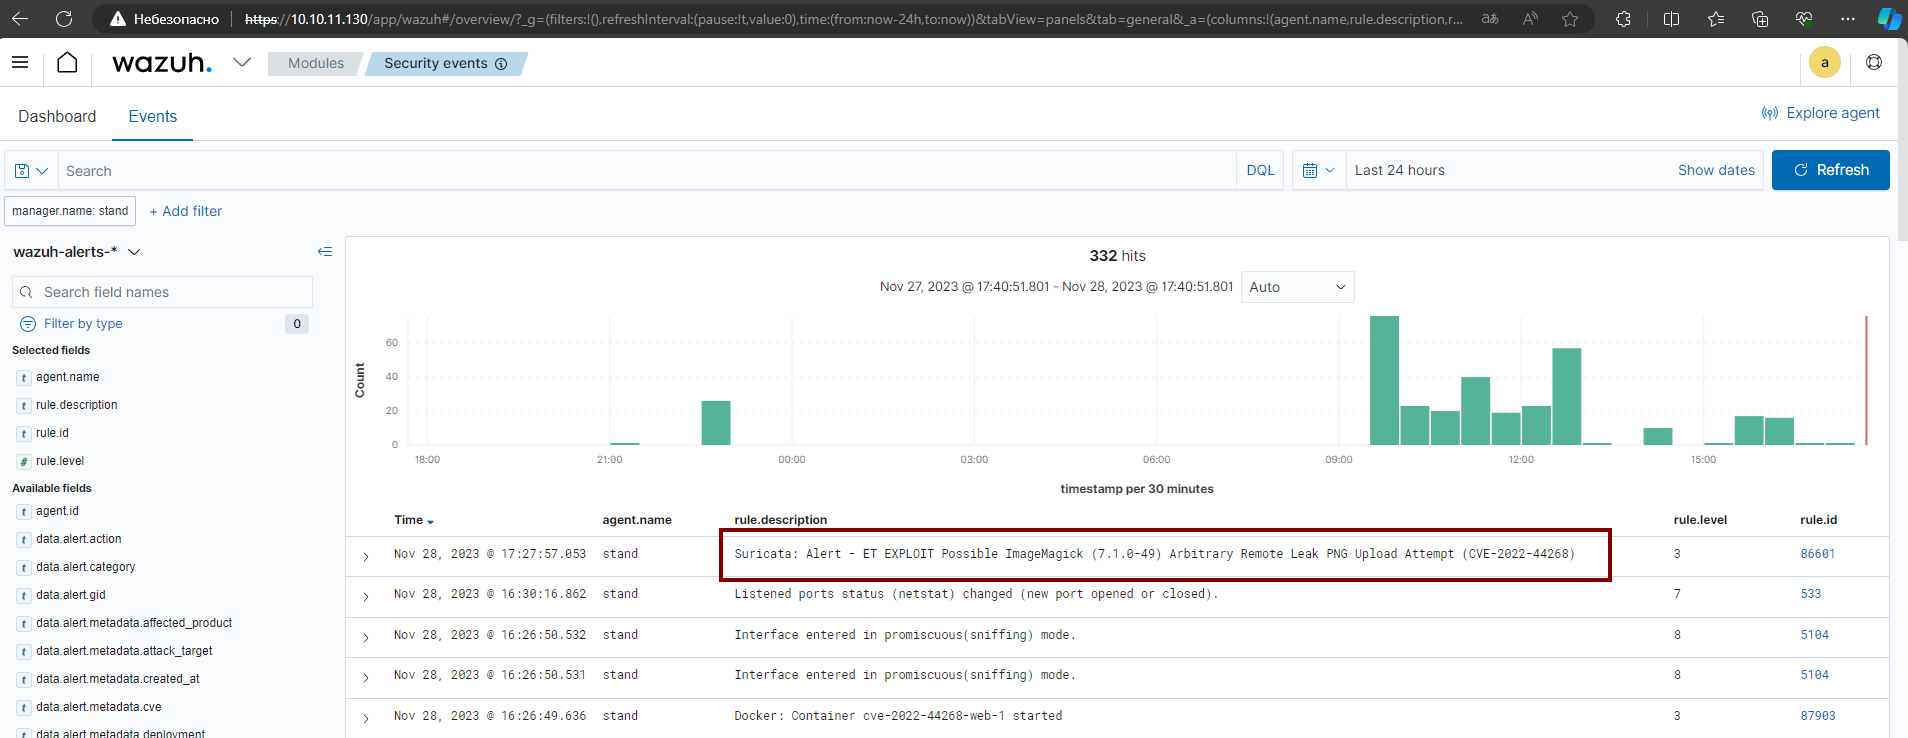 Небезопасно https://10.10.11.130/app/wazuh#/overview/?_g=(filters:!(),refreshInterval:(pause:!t,value:0),time:(from:now-24h,to:now))&tabView=panels&tab=general&_a=(columns:!(agent.name,rule.description,r...
wazuh. Modules Security events a
Dashboard Events Explore agent
Search DQL Last 24 hours Show dates Refresh
manager.name: stand + Add filter
wazuh-alerts-*
Search field names
Filter by type 0
Selected fields
t agent.name
t rule.description
t rule.id
# rule.level
Available fields
t agent.id
t data.alert.action
t data.alert.category
t data.alert.gid
t data.alert.metadata.affected_product
t data.alert.metadata.attack_target
t data.alert.metadata.created_at
t data.alert.metadata.cve
t data.alert.metadata.deployment
332 hits
Nov 27, 2023 @ 17:40:51.801 - Nov 28, 2023 @ 17:40:51.801 Auto
Count
60
40
20
0
18:00 21:00 00:00 03:00 06:00 09:00 12:00 15:00
timestamp per 30 minutes
Time agent.name rule.description rule.level rule.id
Nov 28, 2023 @ 17:27:57.053 stand Suricata: Alert - ET EXPLOIT Possible ImageMagick (7.1.0-49) Arbitrary Remote Leak PNG Upload Attempt (CVE-2022-44268) 3 86601
Nov 28, 2023 @ 16:30:16.862 stand Listened ports status (netstat) changed (new port opened or closed). 7 533
Nov 28, 2023 @ 16:26:50.532 stand Interface entered in promiscuous(sniffing) mode. 8 5104
Nov 28, 2023 @ 16:26:50.531 stand Interface entered in promiscuous(sniffing) mode. 8 5104
Nov 28, 2023 @ 16:26:49.636 stand Docker: Container cve-2022-44268-web-1 started 3 87903